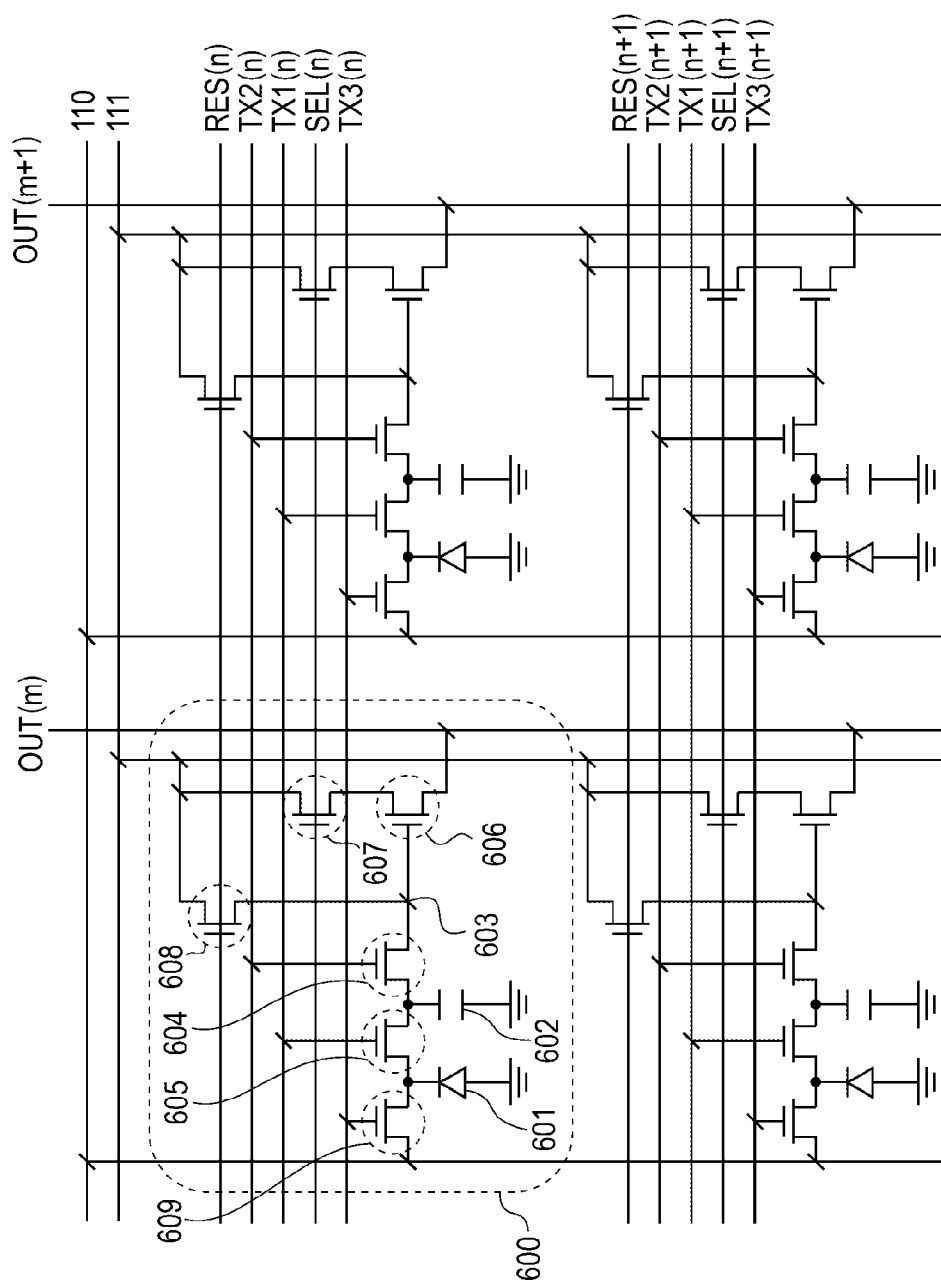 110
111
RES(n)
TX2(n)
TX1(n)
SEL(n)
TX3(n)
RES(n+1)
TX2(n+1)
TX1(n+1)
SEL(n+1)
TX3(n+1)
OUT(m+1)
OUT(m)
607
606
608
603
604
602
605
601
609
600